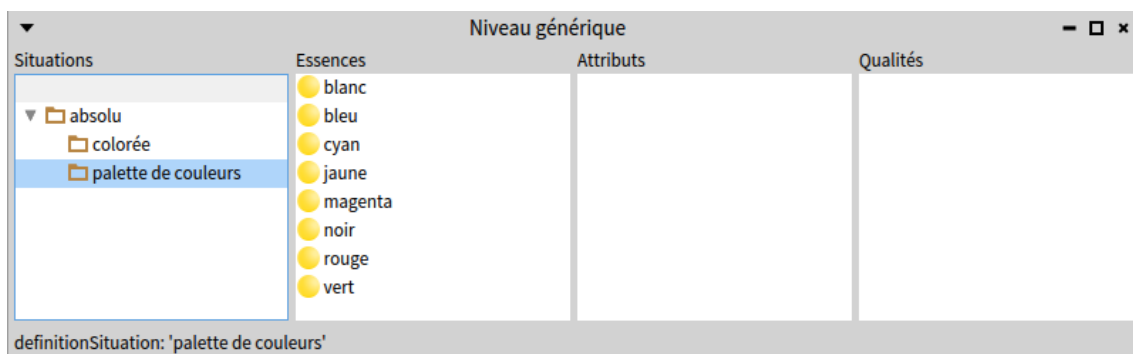 Niveau générique
Situations
Essences
Attributs
Qualités
absolu
colorée
palette de couleurs
blanc
bleu
cyan
jaune
magenta
noir
rouge
vert
definitionSituation: 'palette de couleurs'